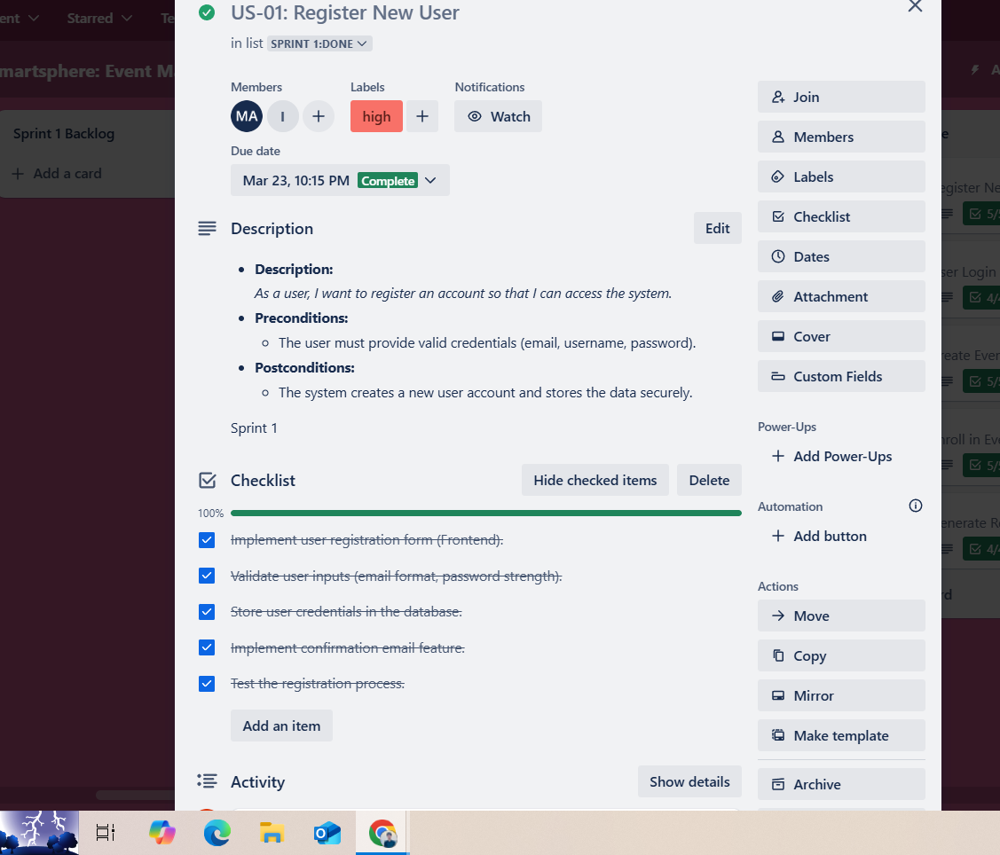 Starred
US-01: Register New User
in list SPRINT 1:DONE
martsphere: Event
Members
Labels
Notifications
MA
I
high
Watch
Due date
Mar 23, 10:15 PM Complete
Sprint 1 Backlog
Add a card
Description
Edit
Description:
As a user, I want to register an account so that I can access the system.
Preconditions:
The user must provide valid credentials (email, username, password).
Postconditions:
The system creates a new user account and stores the data securely.
Sprint 1
Checklist
Hide checked items
Delete
100%
Implement user registration form (Frontend).
Validate user inputs (email format, password strength).
Store user credentials in the database.
Implement confirmation email feature.
Test the registration process.
Add an item
Activity
Show details
Join
Members
Labels
Checklist
Dates
Attachment
Cover
Custom Fields
Power-Ups
Add Power-Ups
Automation
Add button
Actions
Move
Copy
Mirror
Make template
Archive
egister Ne
5/5
ser Login
4/4
reate Ever
5/5
nroll in Eve
5/5
enerate Re
4/4